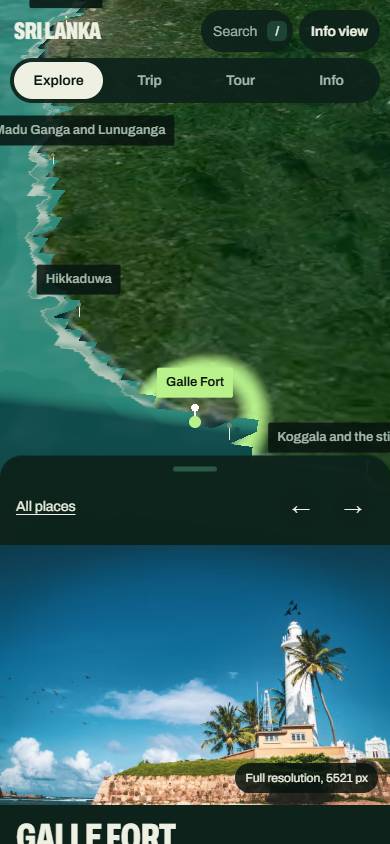 SRI LANKA
Search /
Info view
Explore
Trip
Tour
Info
Madu Ganga and Lunuganga
Hikkaduwa
Galle Fort
Koggala and the sti
All places
← →
Full resolution, 5521 px
GALLE FORT